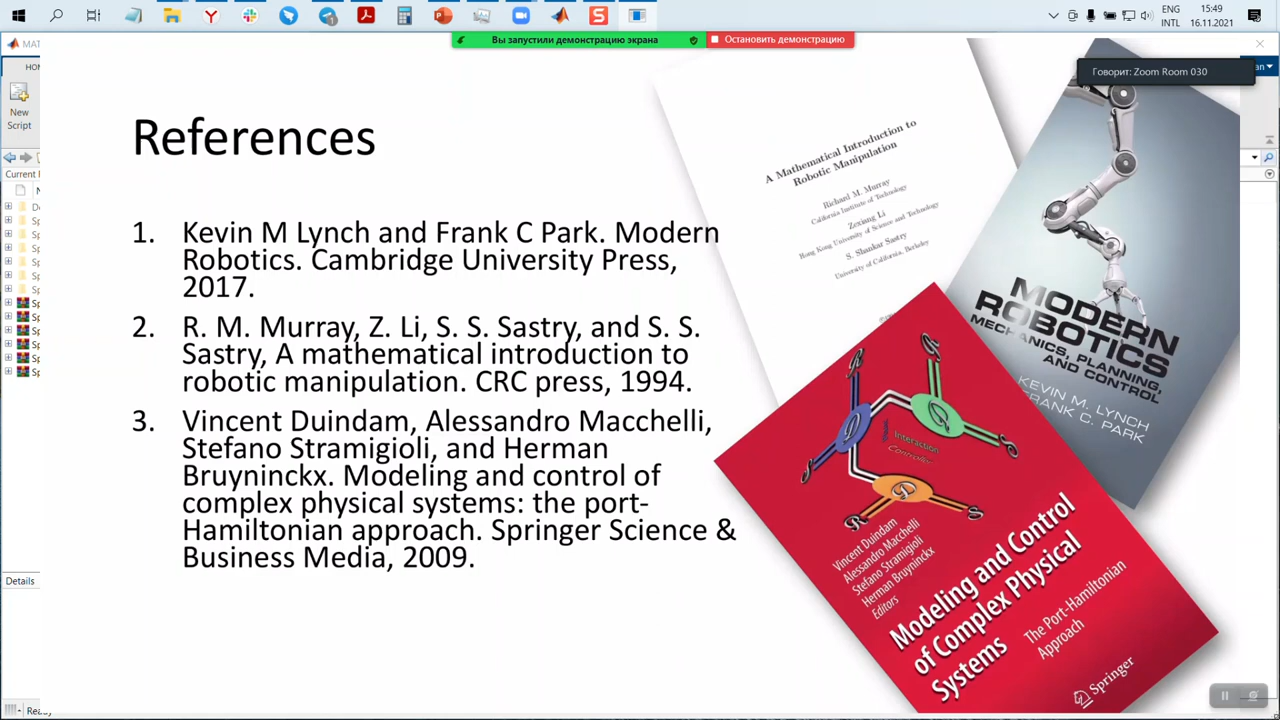 ENG
INTL
15:49
16.11.2021
Вы запустили демонстрацию экрана
Остановить демонстрацию
MAT
HOM
an
Говорит: Zoom Room 030
New
Script
Current
References
1. Kevin M Lynch and Frank C Park. Modern
Robotics. Cambridge University Press,
2017.
2. R. M. Murray, Z. Li, S. S. Sastry, and S. S.
Sastry, A mathematical introduction to
robotic manipulation. CRC press, 1994.
3. Vincent Duindam, Alessandro Macchelli,
Stefano Stramigioli, and Herman
Bruyninckx. Modeling and control of
complex physical systems: the port-
Hamiltonian approach. Springer Science &
Business Media, 2009.
A Mathematical Introduction to
Robotic Manipulation
Richard M. Murray
California Institute of Technology
Zexiang Li
Hong Kong University of Science and Technology
S. Shankar Sastry
University of California, Berkeley
MODERN
ROBOTICS
MECHANICS, PLANNING,
AND CONTROL
KEVIN M. LYNCH
FRANK C. PARK
Interaction
Controller
Vincent Duindam
Alessandro Macchelli
Stefano Stramigioli
Herman Bruyninckx
Editors
Modeling and Control
of Complex Physical
Systems
The Port-Hamiltonian
Approach
Springer
Details
Ready